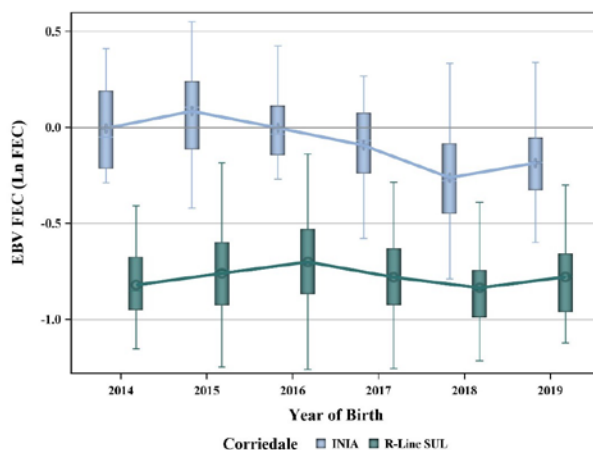 EBV FEC (Ln FEC)
0.5
0.0
-0.5
-1.0
2014 2015 2016 2017 2018 2019
Year of Birth
Corriedale INIA R-Line SUL